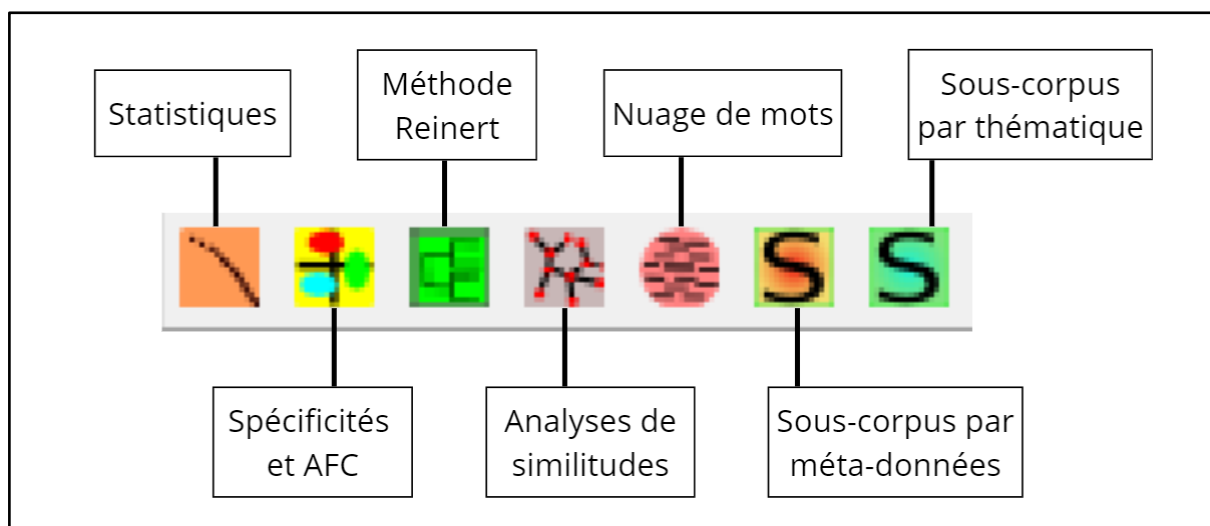 Statistiques
Méthode
Reinert
Nuage de mots
Sous-corpus
par thématique
Spécificités
et AFC
Analyses de
similitudes
Sous-corpus par
méta-données